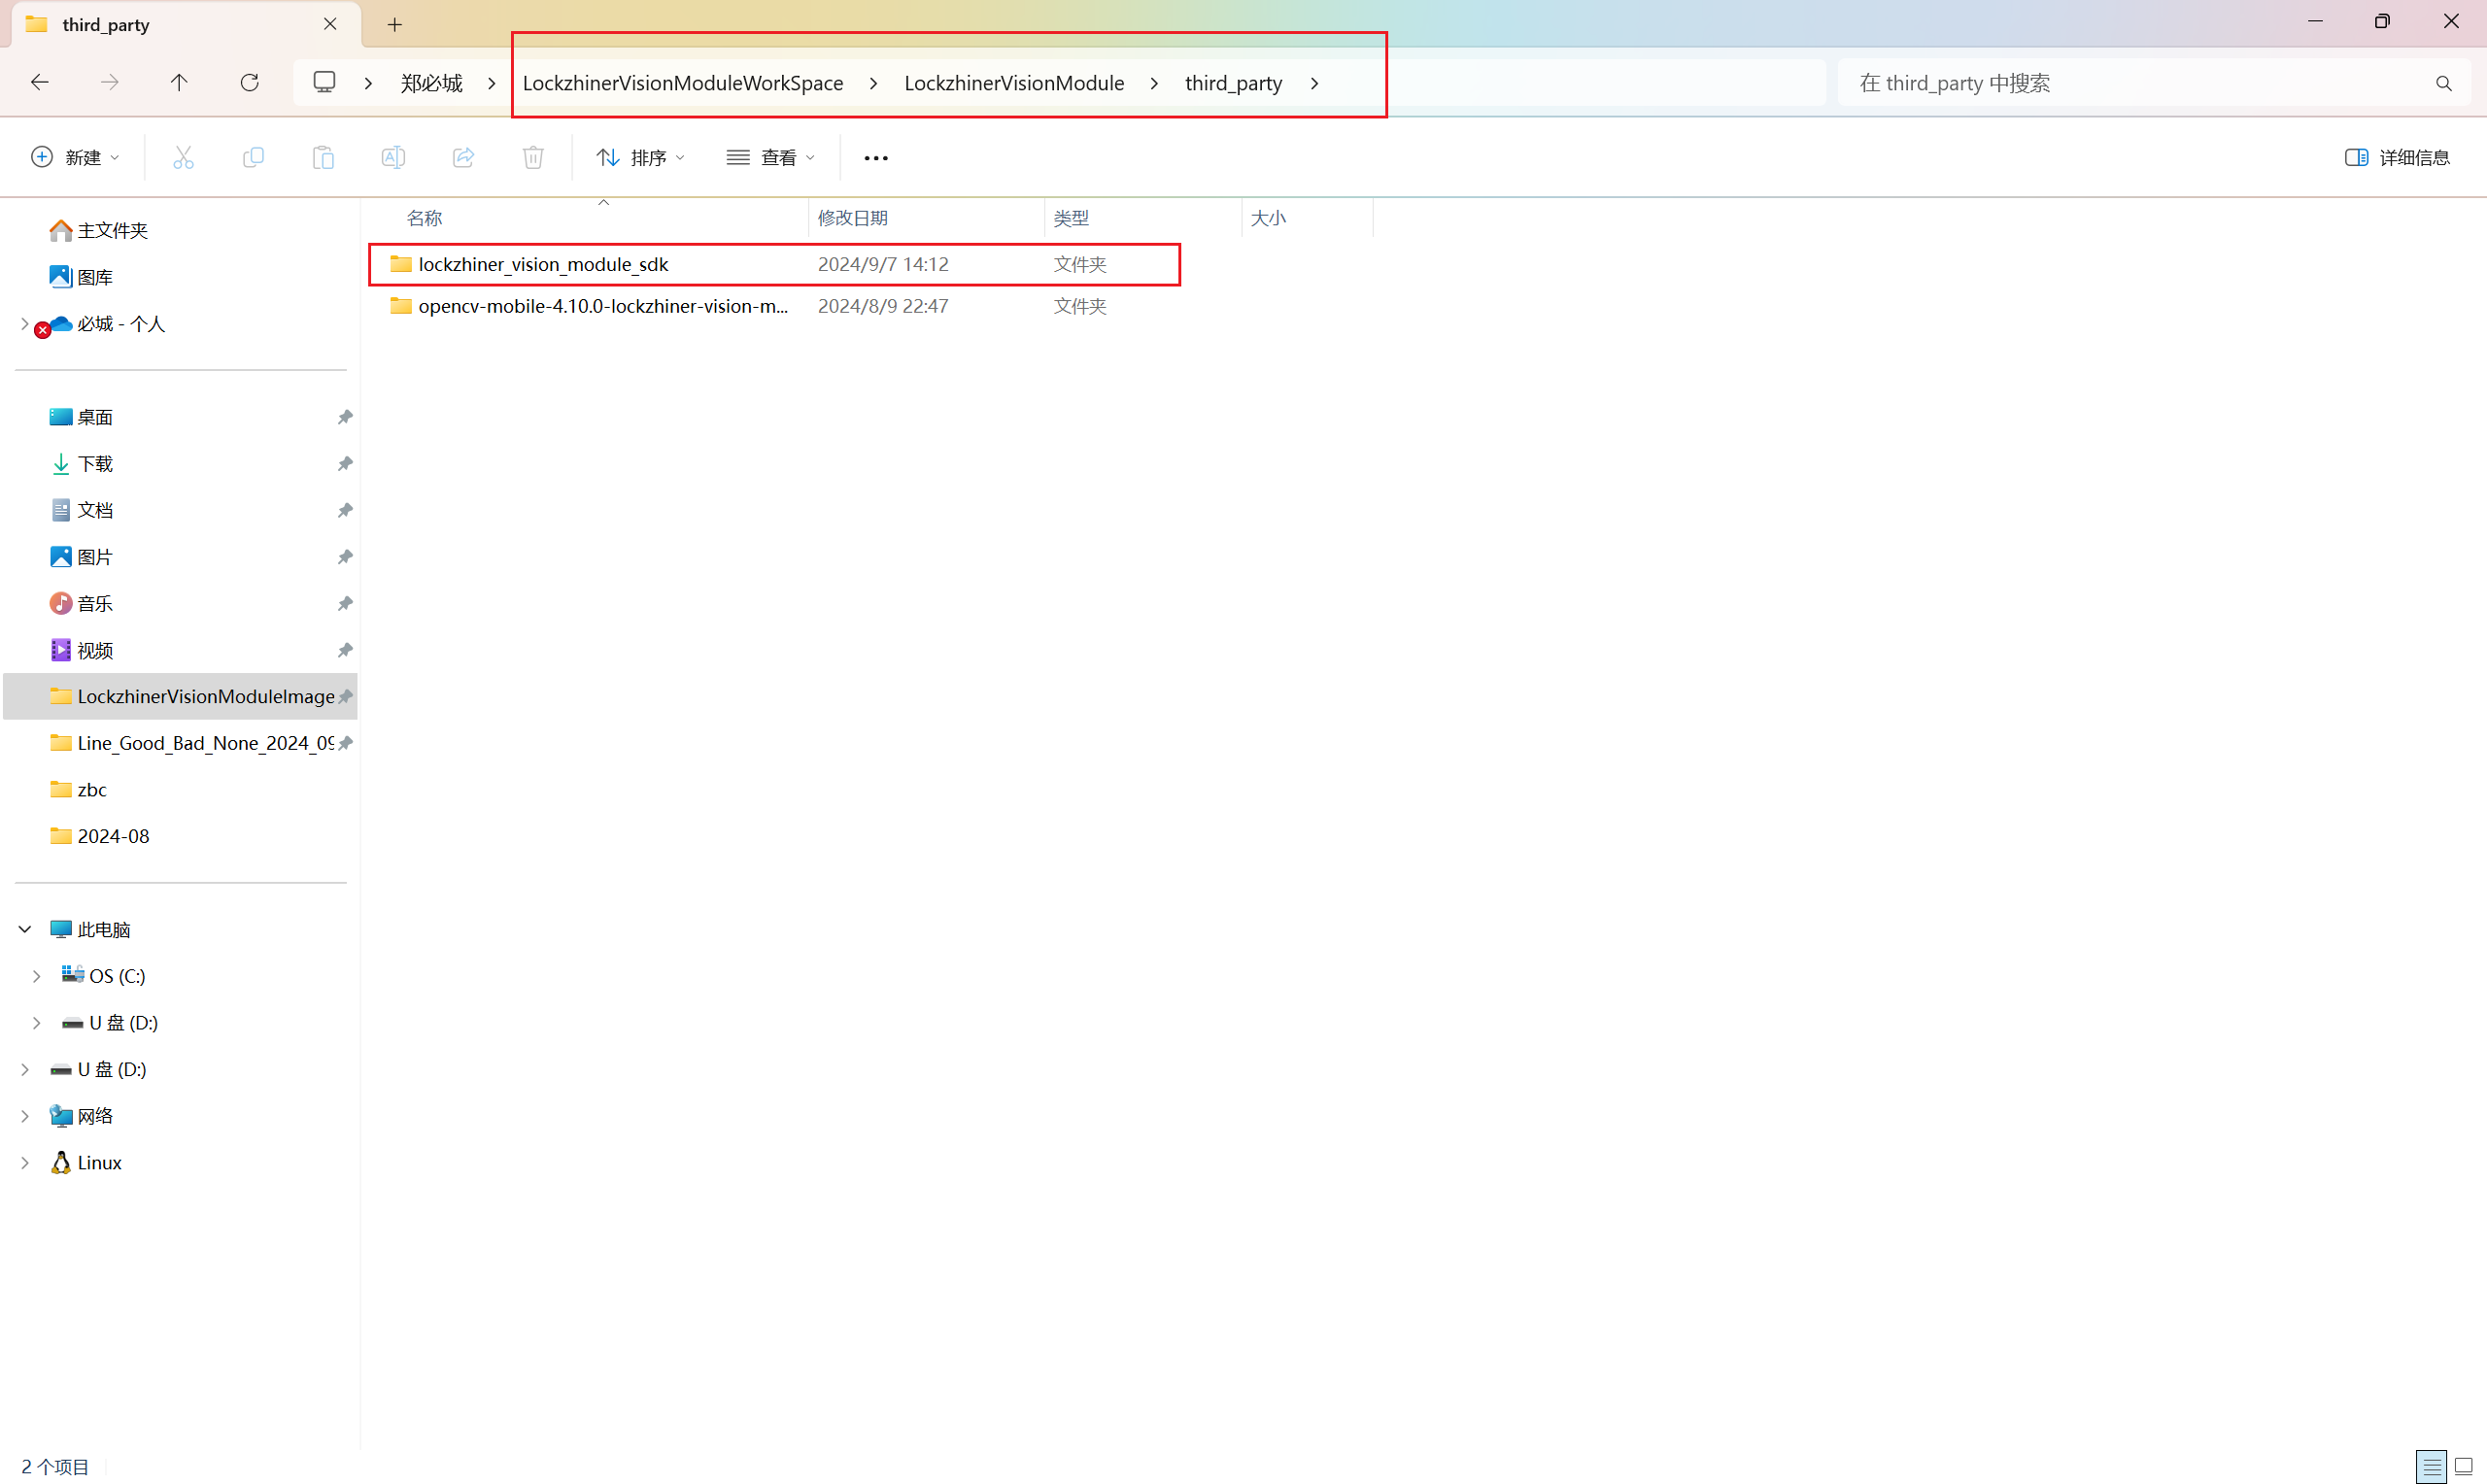 third_party
郑必城 LockzhinerVisionModuleWorkSpace LockzhinerVisionModule third_party
在 third_party 中搜索
新建 排序 查看 ••• 详细信息
名称 修改日期 类型 大小
lockzhiner_vision_module_sdk 2024/9/7 14:12 文件夹
opencv-mobile-4.10.0-lockzhiner-vision-m... 2024/8/9 22:47 文件夹
主文件夹
图库
必城 - 个人
桌面
下载
文档
图片
音乐
视频
LockzhinerVisionModuleImage
Line_Good_Bad_None_2024_09
zbc
2024-08
此电脑
OS (C:)
U 盘 (D:)
U 盘 (D:)
网络
Linux
2 个项目